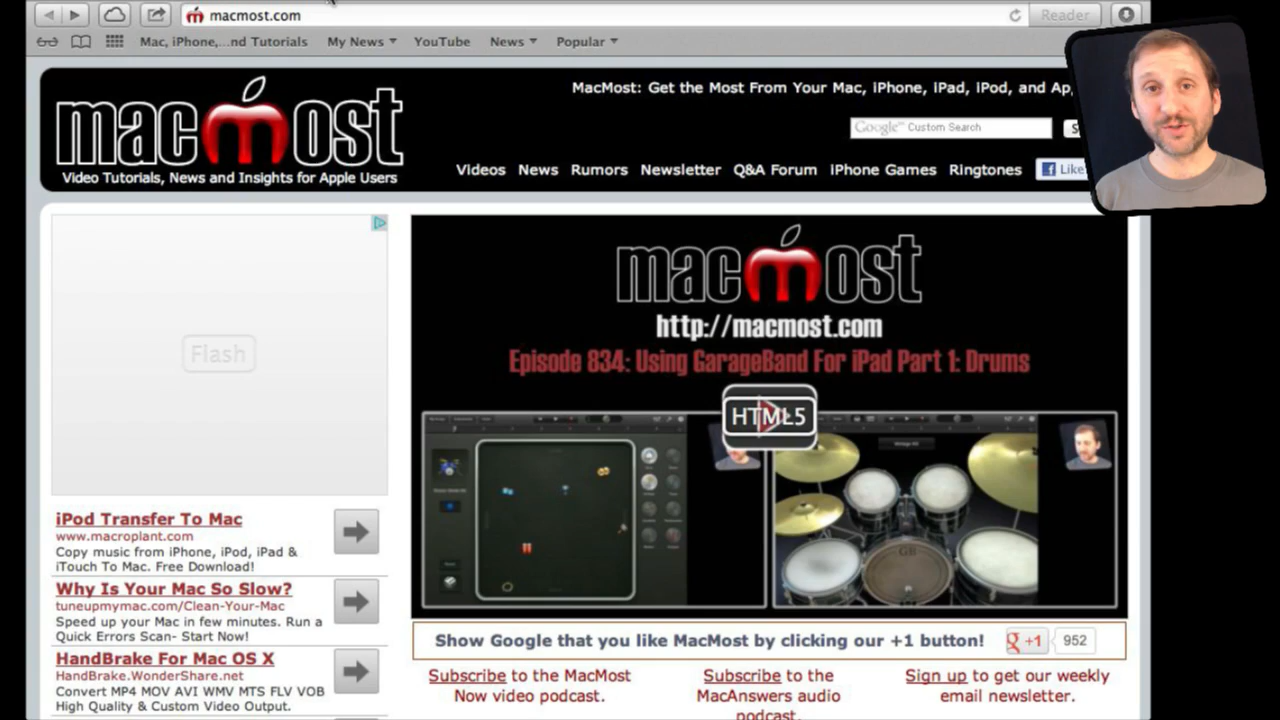 macmost.com
Reader
Mac, iPhone,...nd Tutorials
My News
YouTube
News
Popular
macmost
Video Tutorials, News and Insights for Apple Users
MacMost: Get the Most From Your Mac, iPhone, iPad, iPod, and
Google™ Custom Search
Videos
News
Rumors
Newsletter
Q&A Forum
iPhone Games
Ringtones
Like
Flash
macmost
http://macmost.com
Episode 834: Using GarageBand For iPad Part 1: Drums
HTML5
GB
iPod Transfer To Mac
www.macroplant.com
Copy music from iPhone, iPod, iPad &
iTouch To Mac. Free Download!
Why Is Your Mac So Slow?
tuneupmymac.com/Clean-Your-Mac
Speed up your Mac in few minutes. Run a
Quick Errors Scan- Start Now!
HandBrake For Mac OS X
HandBrake.WonderShare.net
Convert MP4 MOV AVI WMV MTS FLV VOB
High Quality & Custom Video Output.
Show Google that you like MacMost by clicking our +1 button!
g +1
952
Subscribe to the MacMost
Now video podcast.
Subscribe to the
MacAnswers audio
podcast.
Sign up to get our weekly
email newsletter.